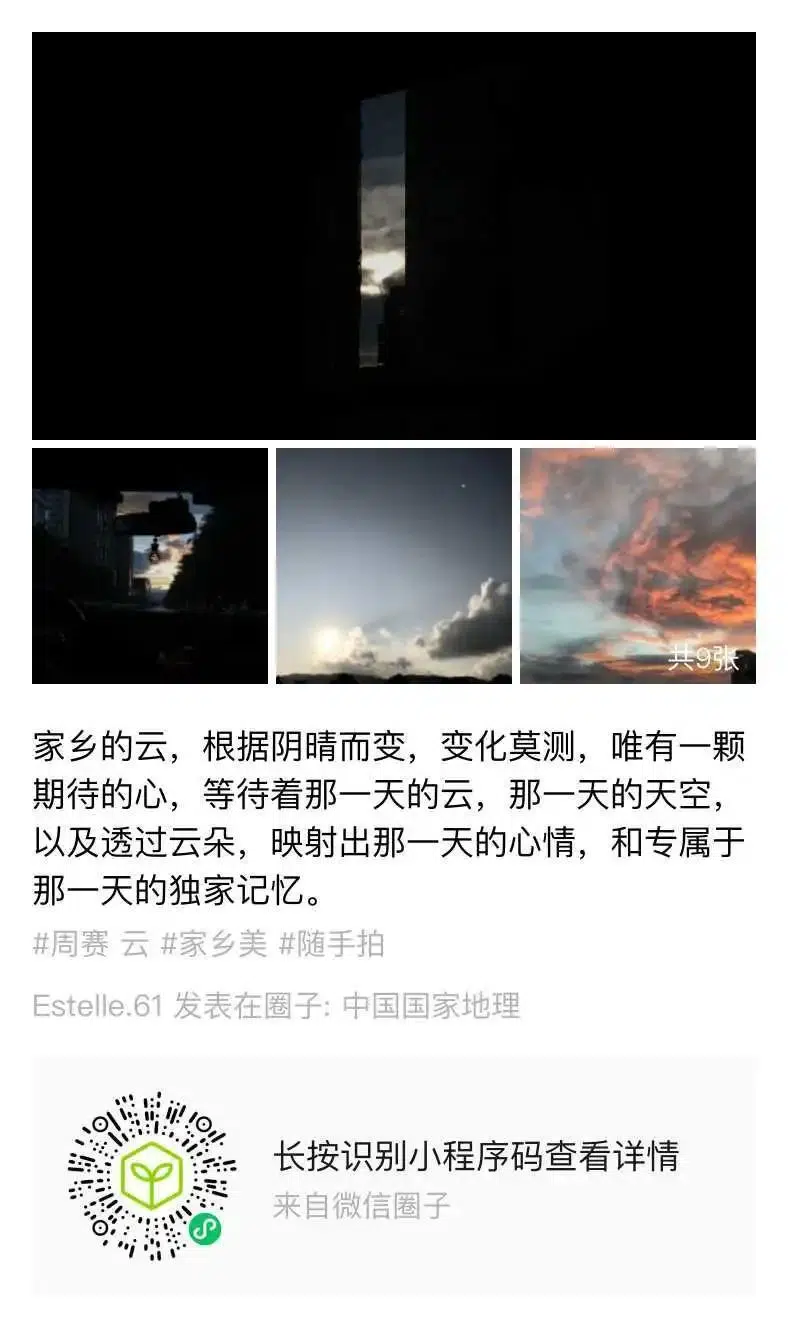 共9张
家乡的云，根据阴晴而变，变化莫测，唯有一颗
期待的心，等待着那一天的云，那一天的天空，
以及透过云朵，映射出那一天的心情，和专属于
那一天的独家记忆。
#周赛 云 #家乡美 #随手拍
Estelle.61 发表在圈子: 中国国家地理
长按识别小程序码查看详情
来自微信圈子